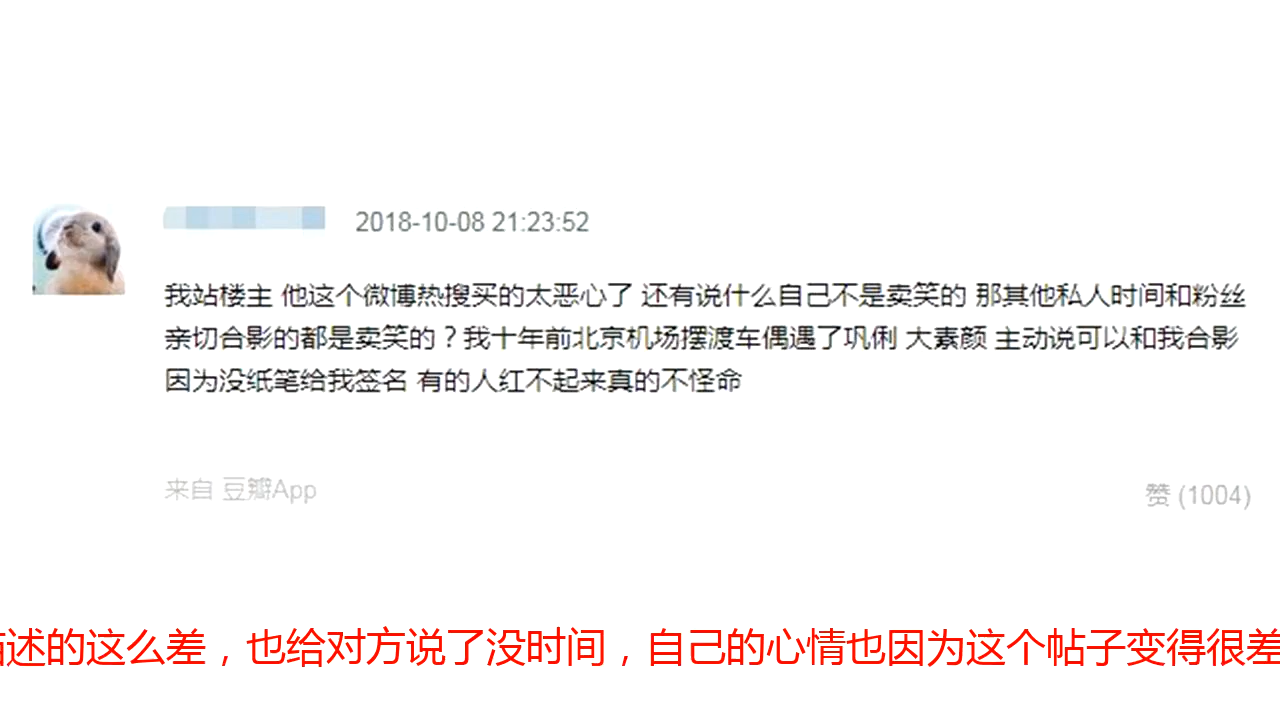 2018-10-08 21:23:52
我站楼主 他这个微博热搜买的太恶心了 还有说什么自己不是卖笑的 那其他私人时间和粉丝
亲切合影的都是卖笑的？我十年前北京机场摆渡车偶遇了巩俐 大素颜 主动说可以和我合影
因为没纸笔给我签名 有的人红不起来真的不怪命
来自 豆瓣App
赞 (1004)
述的这么差，也给对方说了没时间，自己的心情也因为这个帖子变得很差